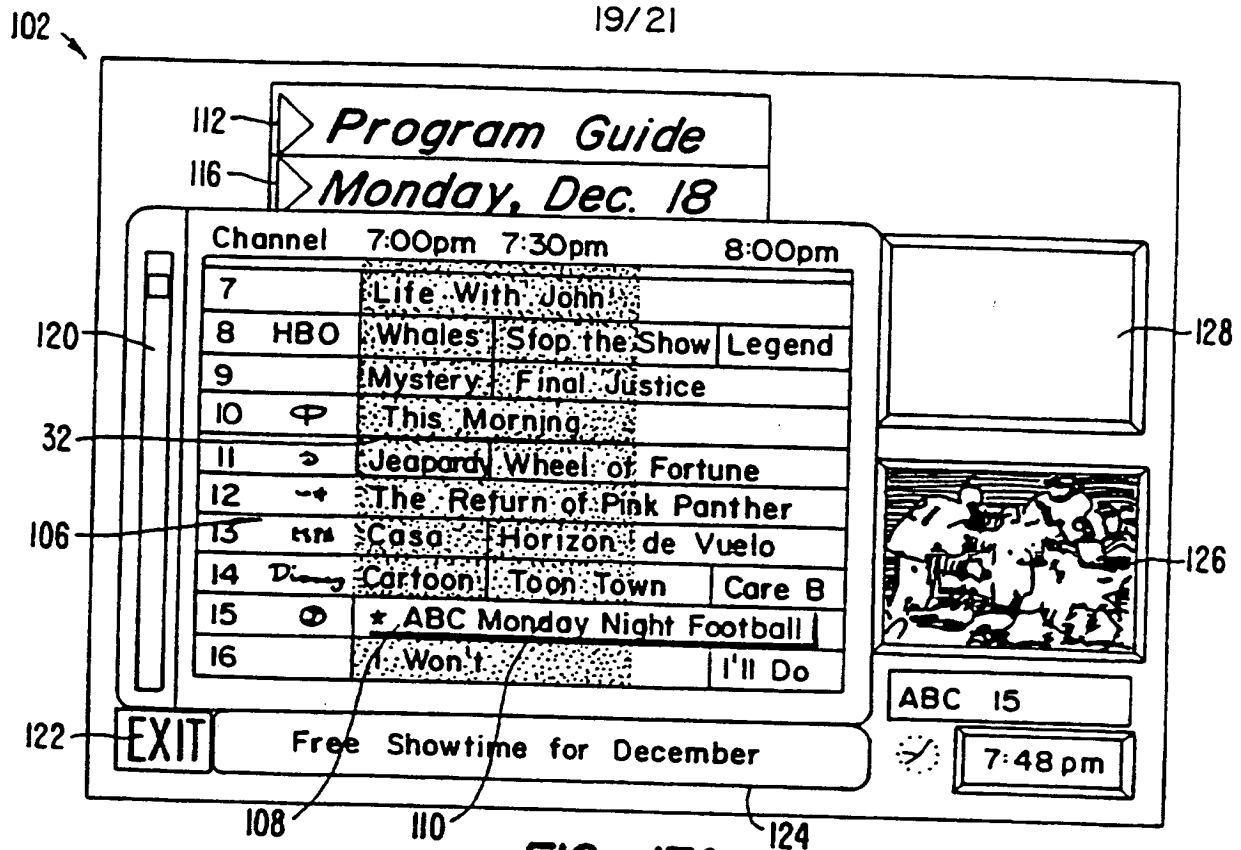 19/21
102
112 Program Guide
116 Monday, Dec. 18
Channel 7:00pm 7:30pm 8:00pm
7 Life With John
120
8 HBO Whales Stop the Show Legend
128
9 Mystery Final Justice
10 This Morning
32
11 Jeapardy Wheel of Fortune
12 The Return of Pink Panther
106
13 Casa Horizon de Vuelo
126
14 Disney Cartoon Toon Town Care B
15 * ABC Monday Night Football
16 I Won't I'll Do
ABC 15
122 EXIT Free Showtime for December
7:48 pm
108 110 124